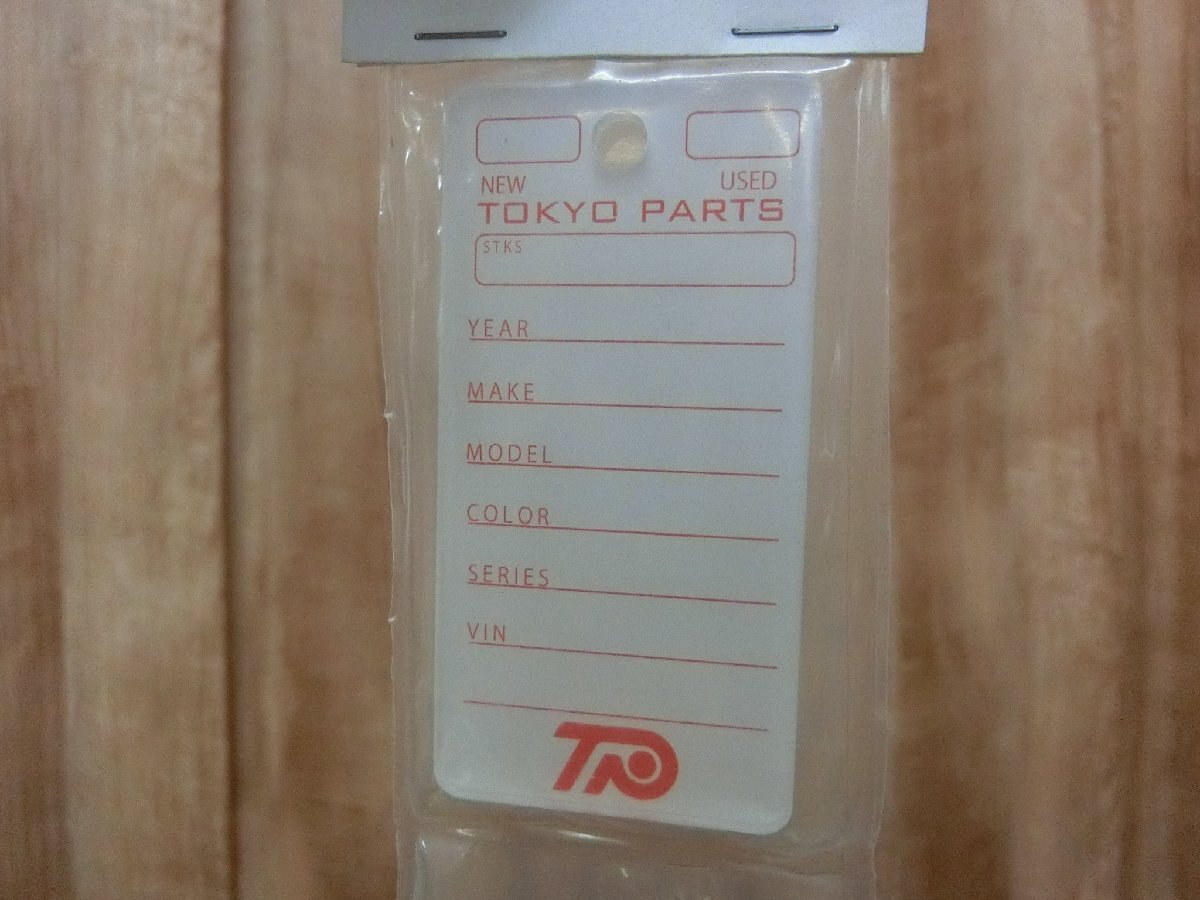 NEW USED
TOKYO PARTS
STKS
YEAR
MAKE
MODEL
COLOR
SERIES
VIN